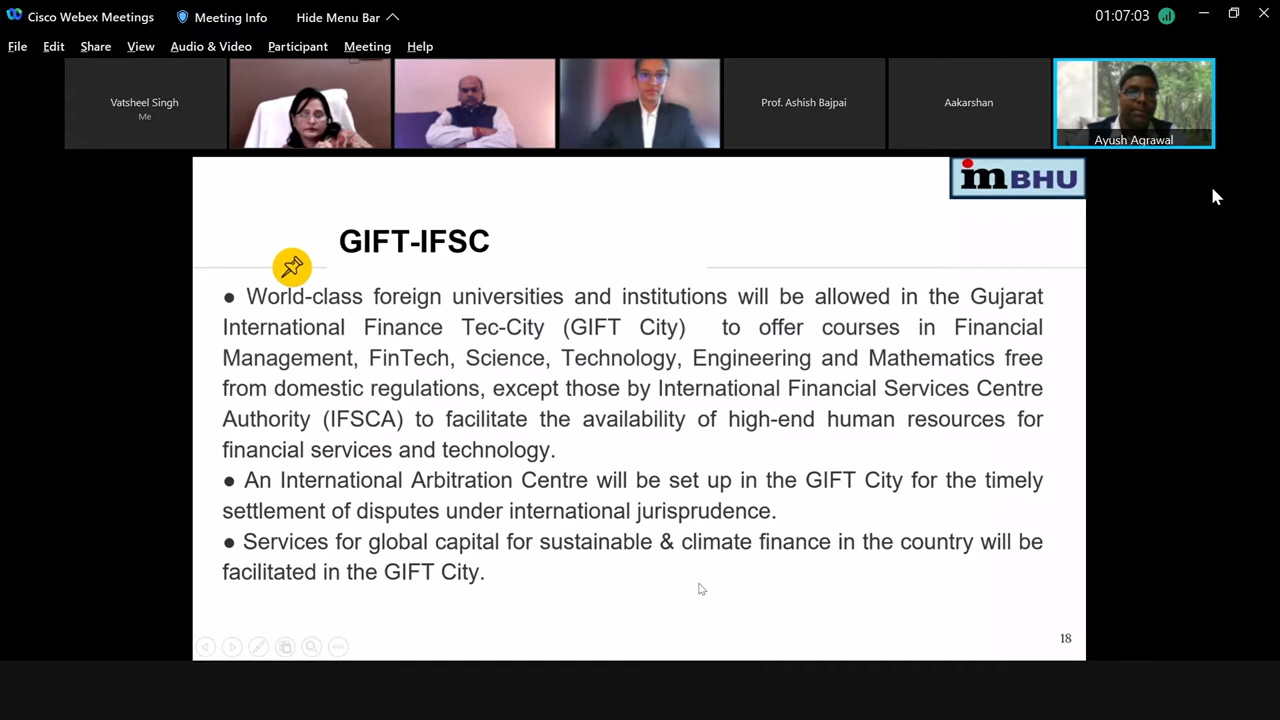 Cisco Webex Meetings
Meeting Info
Hide Menu Bar
01:07:03
File Edit Share View Audio & Video Participant Meeting Help
Vatsheel Singh
Me
Prof. Ashish Bajpai
Aakarshan
Ayush Agrawal
im BHU
GIFT-IFSC
● World-class foreign universities and institutions will be allowed in the Gujarat
International Finance Tec-City (GIFT City) to offer courses in Financial
Management, FinTech, Science, Technology, Engineering and Mathematics free
from domestic regulations, except those by International Financial Services Centre
Authority (IFSCA) to facilitate the availability of high-end human resources for
financial services and technology.
● An International Arbitration Centre will be set up in the GIFT City for the timely
settlement of disputes under international jurisprudence.
● Services for global capital for sustainable & climate finance in the country will be
facilitated in the GIFT City.
18